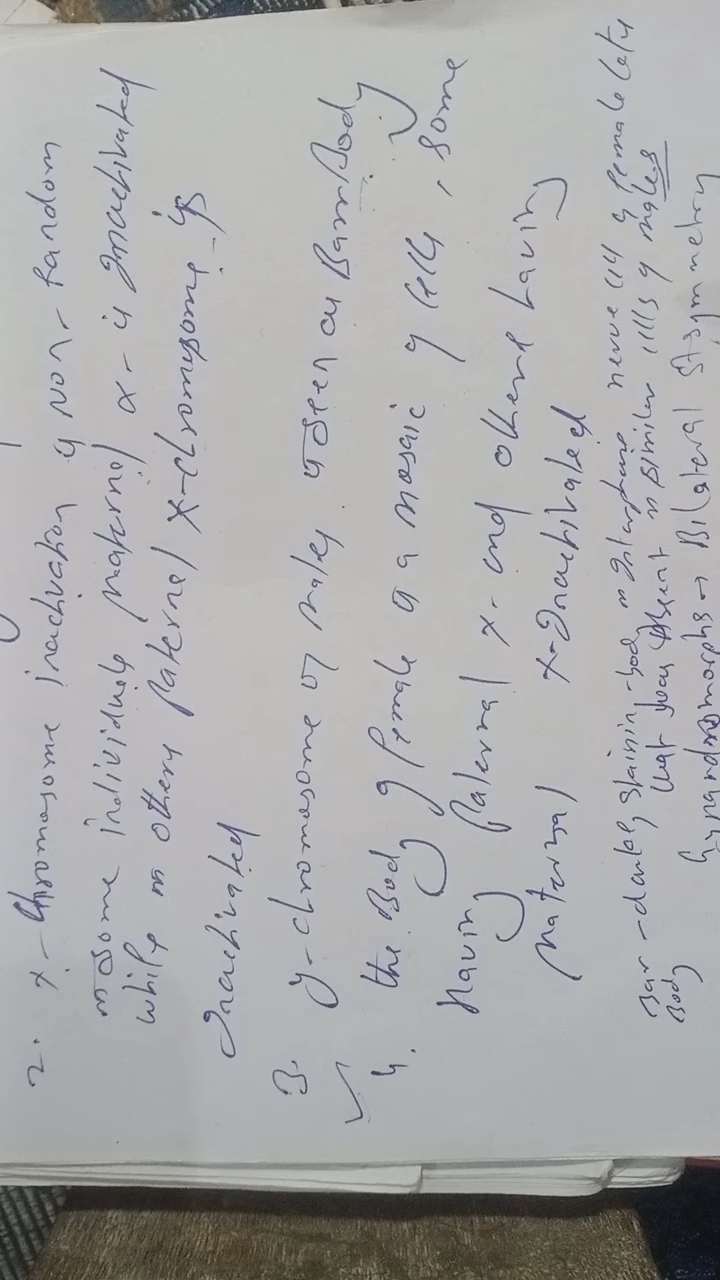 2. X-Chromosome inactivation is non-random
in some individuals maternal X- is inactivated
while in others paternal X-chromosome is
inactivated
3. Y-chromosome of males is seen as Barr Body
4. the Body of female is a mosaic of cells, some
having paternal X- and others having
maternal X-inactivated
Barr - darkly staining-body in interphase nerve cell of female cats
Body that was absent in similar cells of males
Gynandromorphs → Bilateral symmetry